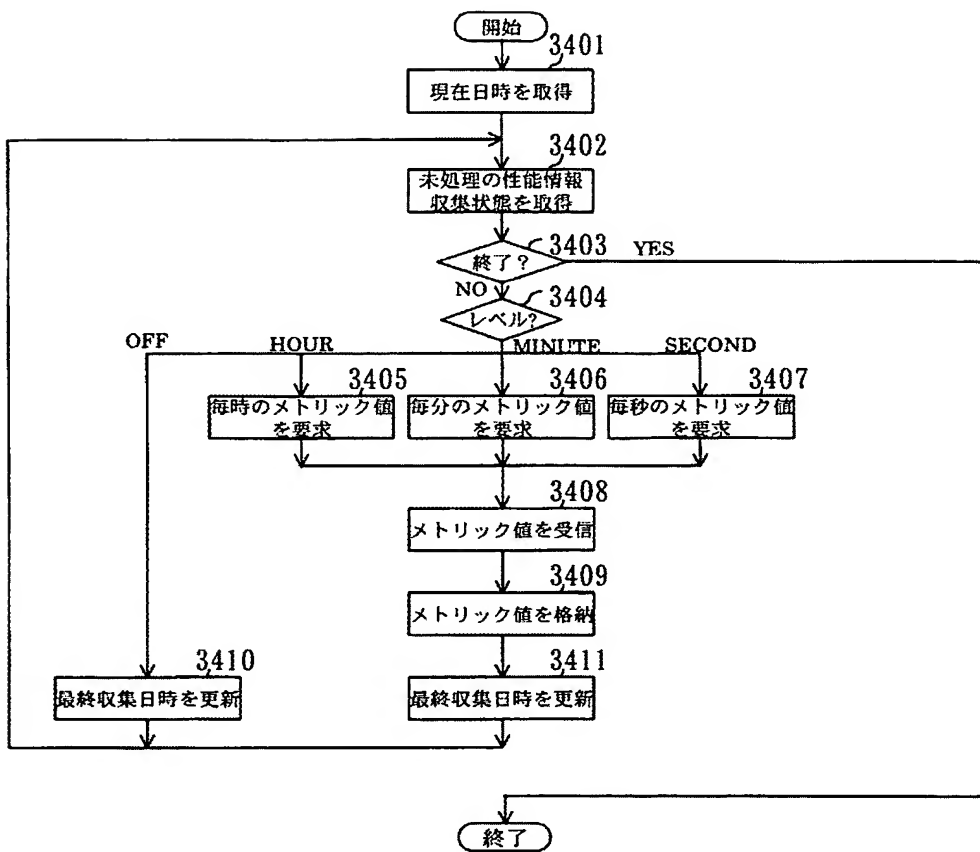 開始
3401
現在日時を取得
3402
未処理の性能情報
収集状態を取得
3403
終了?
YES
NO
3404
レベル?
OFF
HOUR
MINUTE
SECOND
3405
毎時のメトリック値
を要求
3406
毎分のメトリック値
を要求
3407
毎秒のメトリック値
を要求
3408
メトリック値を受信
3409
メトリック値を格納
3410
最終収集日時を更新
3411
最終収集日時を更新
終了